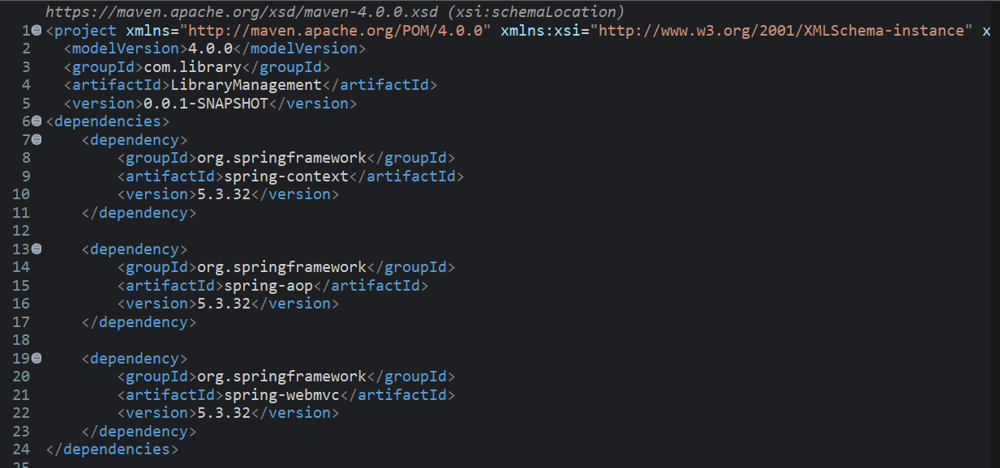 https://maven.apache.org/xsd/maven-4.0.0.xsd (xsi:schemaLocation)
1 <project xmlns="http://maven.apache.org/POM/4.0.0" xmlns:xsi="http://www.w3.org/2001/XMLSchema-instance" x
2   <modelVersion>4.0.0</modelVersion>
3   <groupId>com.library</groupId>
4   <artifactId>LibraryManagement</artifactId>
5   <version>0.0.1-SNAPSHOT</version>
6 <dependencies>
7     <dependency>
8         <groupId>org.springframework</groupId>
9         <artifactId>spring-context</artifactId>
10         <version>5.3.32</version>
11     </dependency>
12
13     <dependency>
14         <groupId>org.springframework</groupId>
15         <artifactId>spring-aop</artifactId>
16         <version>5.3.32</version>
17     </dependency>
18
19     <dependency>
20         <groupId>org.springframework</groupId>
21         <artifactId>spring-webmvc</artifactId>
22         <version>5.3.32</version>
23     </dependency>
24 </dependencies>
25